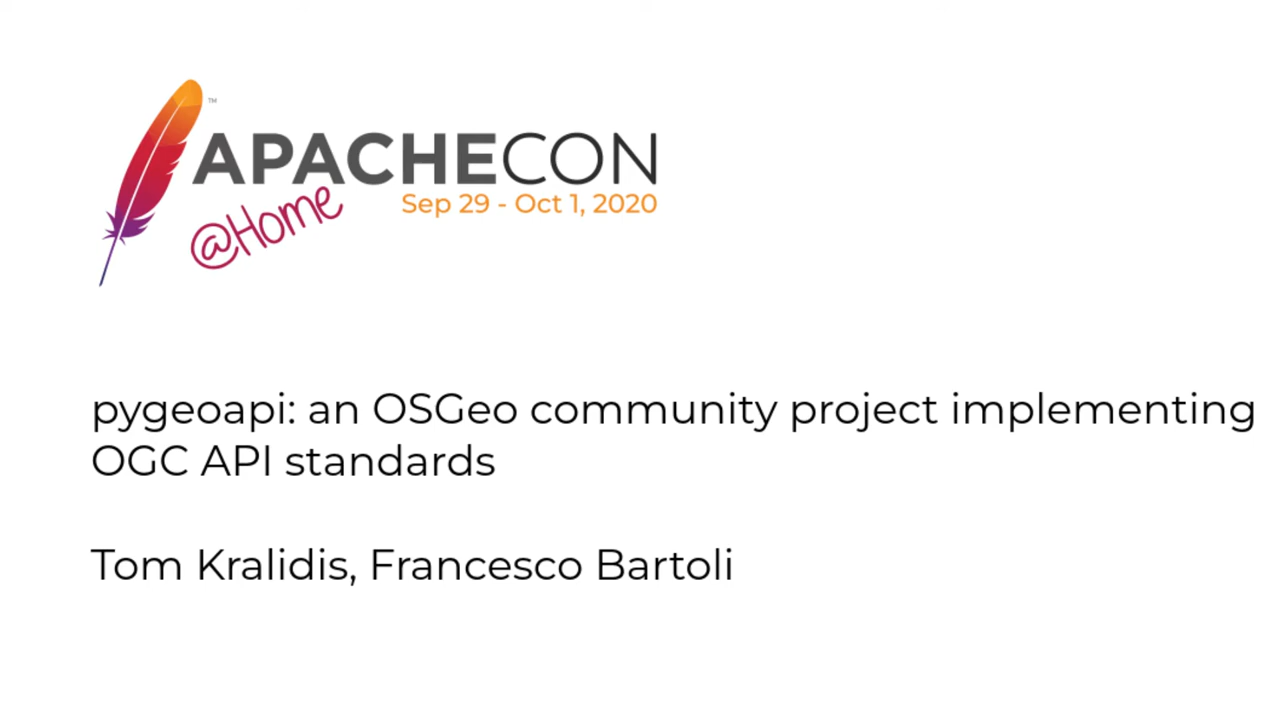 ™
APACHECON
@Home
Sep 29 - Oct 1, 2020
pygeoapi: an OSGeo community project implementing
OGC API standards
Tom Kralidis, Francesco Bartoli